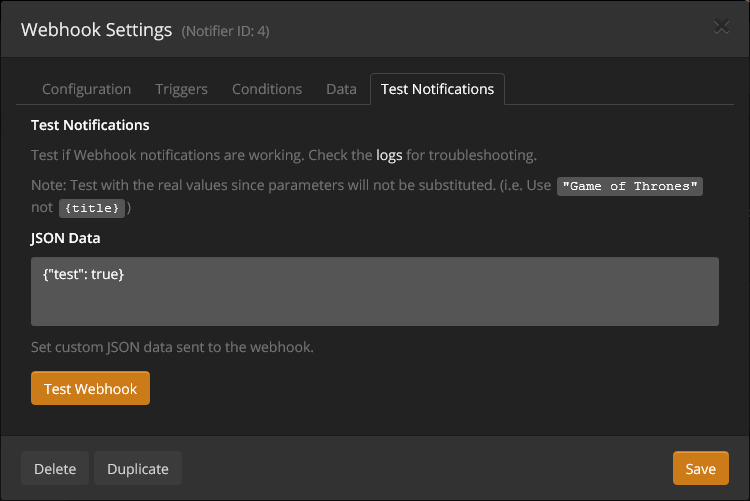 Webhook Settings (Notifier ID: 4)
Configuration Triggers Conditions Data Test Notifications
Test Notifications
Test if Webhook notifications are working. Check the logs for troubleshooting.
Note: Test with the real values since parameters will not be substituted. (i.e. Use "Game of Thrones"
not {title})
JSON Data
{"test": true}
Set custom JSON data sent to the webhook.
Test Webhook
Delete Duplicate Save